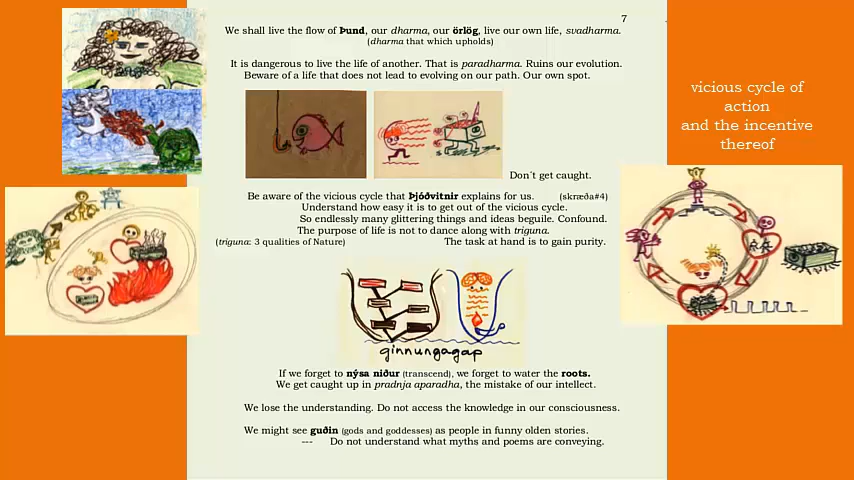 7
We shall live the flow of Þund, our dharma, our örlög, live our own life, svadharma.
(dharma that which upholds)
It is dangerous to live the life of another. That is paradharma. Ruins our evolution.
Beware of a life that does not lead to evolving on our path. Our own spot.
Don´t get caught.
Be aware of the vicious cycle that Þjóðvitnir explains for us. (skræða#4)
Understand how easy it is to get out of the vicious cycle.
So endlessly many glittering things and ideas beguile. Confound.
The purpose of life is not to dance along with triguna.
(triguna: 3 qualities of Nature) The task at hand is to gain purity.
ginnungagap
If we forget to nýsa niður (transcend), we forget to water the roots.
We get caught up in pradnja aparadha, the mistake of our intellect.
We lose the understanding. Do not access the knowledge in our consciousness.
We might see guðin (gods and goddesses) as people in funny olden stories.
--- Do not understand what myths and poems are conveying.
vicious cycle of
action
and the incentive
thereof